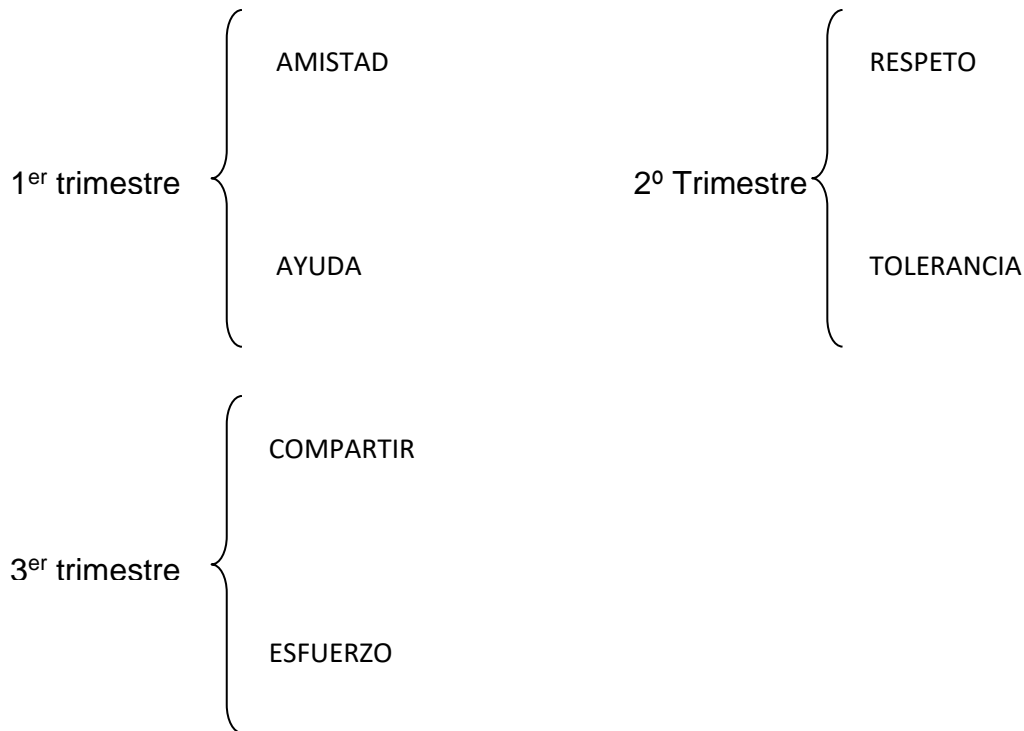 AMISTAD
1er trimestre
AYUDA
RESPETO
2º Trimestre
TOLERANCIA
COMPARTIR
3er trimestre
ESFUERZO